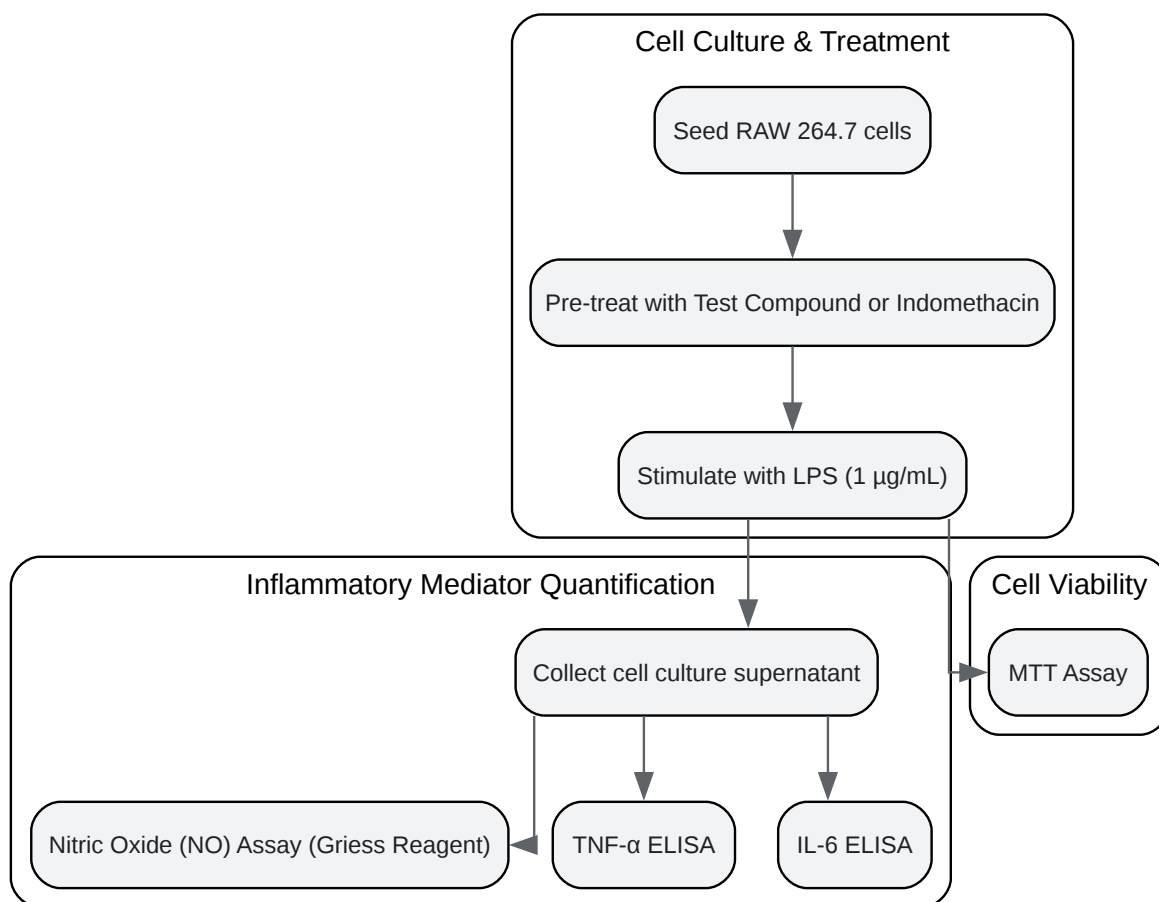 Cell Culture & Treatment
Seed RAW 264.7 cells
Pre-treat with Test Compound or Indomethacin
Stimulate with LPS (1 µg/mL)
Inflammatory Mediator Quantification
Cell Viability
Collect cell culture supernatant
MTT Assay
Nitric Oxide (NO) Assay (Griess Reagent)
TNF-α ELISA
IL-6 ELISA